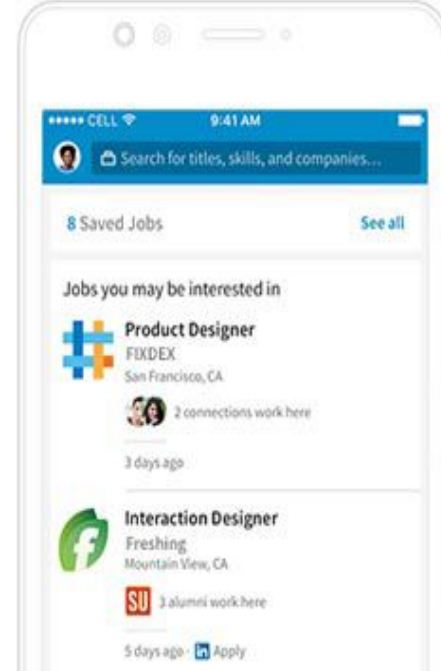 CELL 9:41 AM
Search for titles, skills, and companies...
8 Saved Jobs See all
Jobs you may be interested in
Product Designer
FIXDEX
San Francisco, CA
2 connections work here
3 days ago
Interaction Designer
f Freshing
Mountain View, CA
SU 3 alumni work here
5 days ago · in Apply